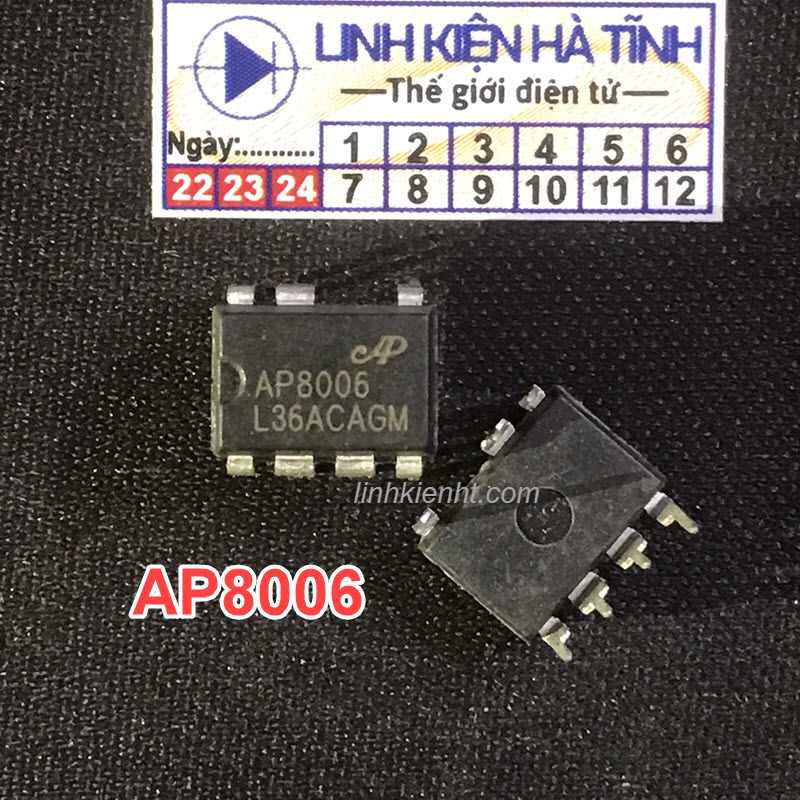 LINH KIỆN HÀ TĨNH
Thế giới điện tử
Ngày:........... 1 2 3 4 5 6
22 23 24 7 8 9 10 11 12
AP
AP8006
L36ACAGM
linhkienht.com
AP8006